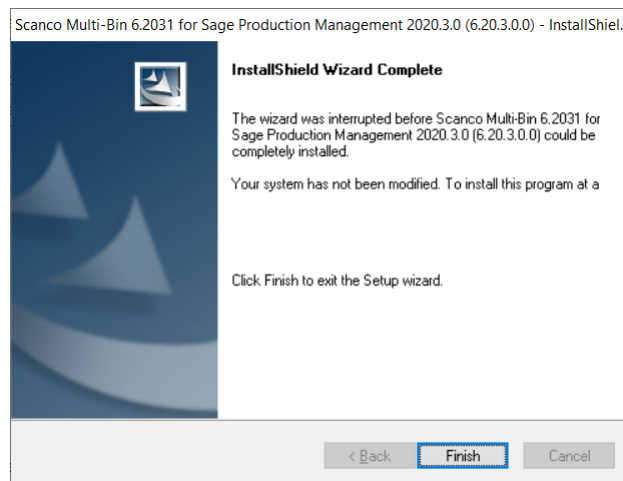 Scanco Multi-Bin 6.2031 for Sage Production Management 2020.3.0 (6.20.3.0.0) - InstallShiel.
InstallShield Wizard Complete
The wizard was interrupted before Scanco Multi-Bin 6.2031 for
Sage Production Management 2020.3.0 (6.20.3.0.0) could be
completely installed.
Your system has not been modified. To install this program at a
Click Finish to exit the Setup wizard.
< Back
Finish
Cancel